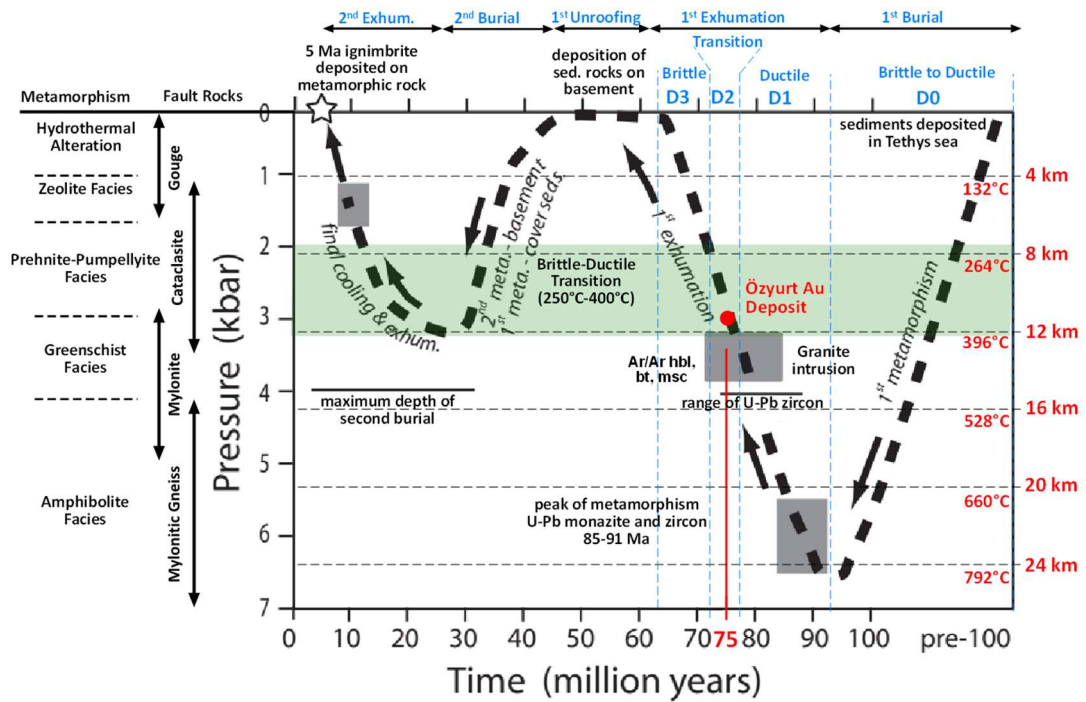 2nd Exhum.
2nd Burial
1st Unroofing
1st Exhumation
1st Burial
5 Ma ignimbrite
deposited on
metamorphic rock
deposition of
sed. rocks on
basement
Transition
Brittle
D3
D2
Ductile
D1
Brittle to Ductile
D0
Metamorphism
Fault Rocks
Hydrothermal
Alteration
Zeolite Facies
Prehnite-Pumpellyite
Facies
Greenschist
Facies
Amphibolite
Facies
Gouge
Cataclasite
Mylonite
Mylonitic Gneiss
Pressure (kbar)
0
1
2
3
4
5
6
7
sediments deposited
in Tethys sea
4 km
132°C
8 km
264°C
12 km
396°C
16 km
528°C
20 km
660°C
24 km
792°C
final cooling & exhum.
2nd meta.- basement
1st meta.- cover seds.
1st exhumation
1st metamorphism
Brittle-Ductile
Transition
(250°C-400°C)
Özyurt Au
Deposit
Ar/Ar hbl,
bt, msc
Granite
intrusion
maximum depth of
second burial
range of U-Pb zircon
peak of metamorphism
U-Pb monazite and zircon
85-91 Ma
0 10 20 30 40 50 60 70 75 80 90 100 pre-100
Time (million years)